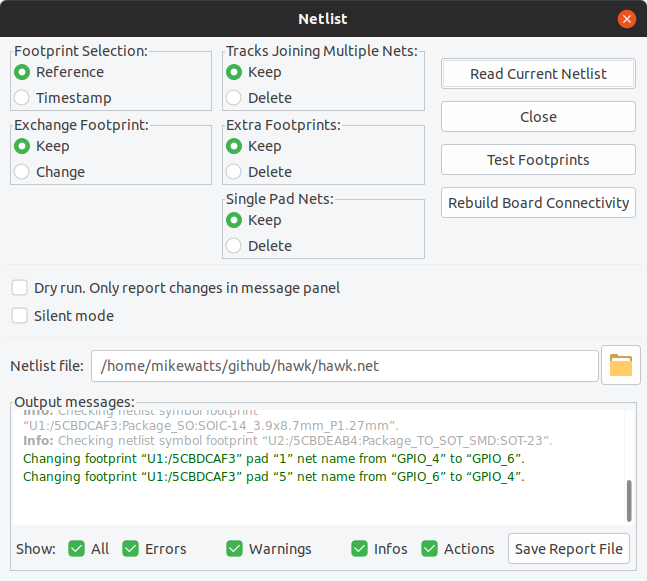 Netlist
Footprint Selection:
Reference
Timestamp
Tracks Joining Multiple Nets:
Keep
Delete
Read Current Netlist
Close
Exchange Footprint:
Keep
Change
Extra Footprints:
Keep
Delete
Test Footprints
Single Pad Nets:
Keep
Delete
Rebuild Board Connectivity
Dry run. Only report changes in message panel
Silent mode
Netlist file: /home/mikewatts/github/hawk/hawk.net
Output messages:
Info: Checking netlist symbol footprint
“U1:/5CBDCAF3:Package_SO:SOIC-14_3.9x8.7mm_P1.27mm”.
Info: Checking netlist symbol footprint “U2:/5CBDEAB4:Package_TO_SOT_SMD:SOT-23”.
Changing footprint “U1:/5CBDCAF3” pad “1” net name from “GPIO_4” to “GPIO_6”.
Changing footprint “U1:/5CBDCAF3” pad “5” net name from “GPIO_6” to “GPIO_4”.
Show: All Errors Warnings Infos Actions Save Report File